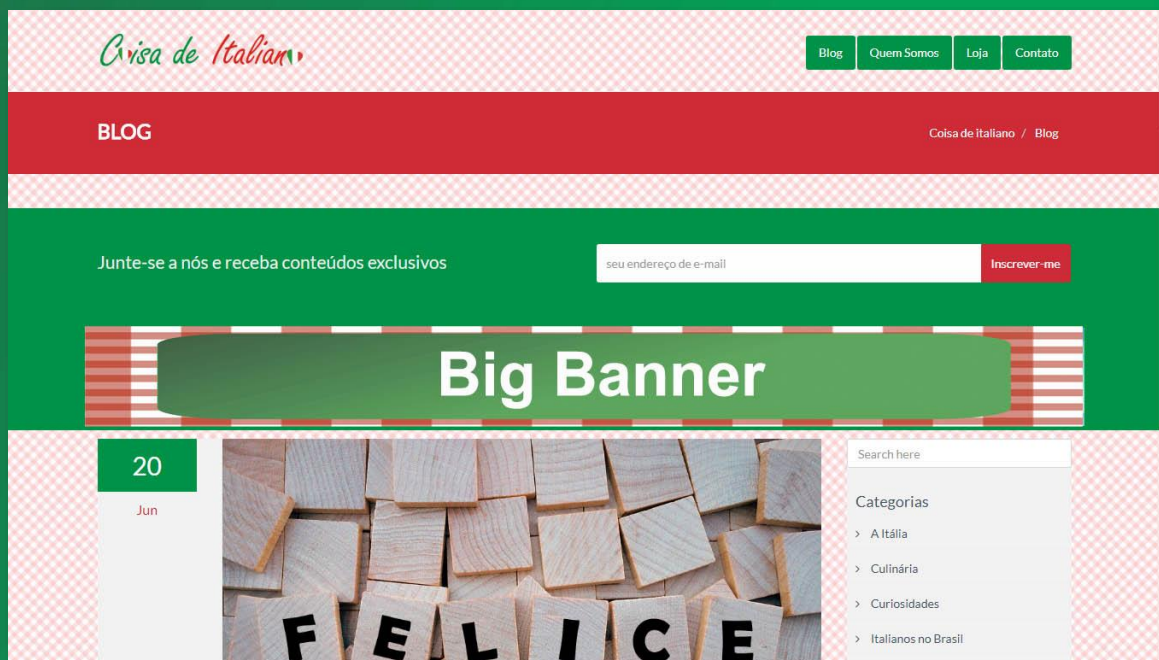 Coisa de Italiano
Blog
Quem Somos
Loja
Contato
BLOG
Coisa de italiano / Blog
Junte-se a nós e receba conteúdos exclusivos
seu endereço de e-mail
Inscrever-me
Big Banner
20
Jun
FELICE
Search here
Categorias
> A Itália
> Culinária
> Curiosidades
> Italianos no Brasil